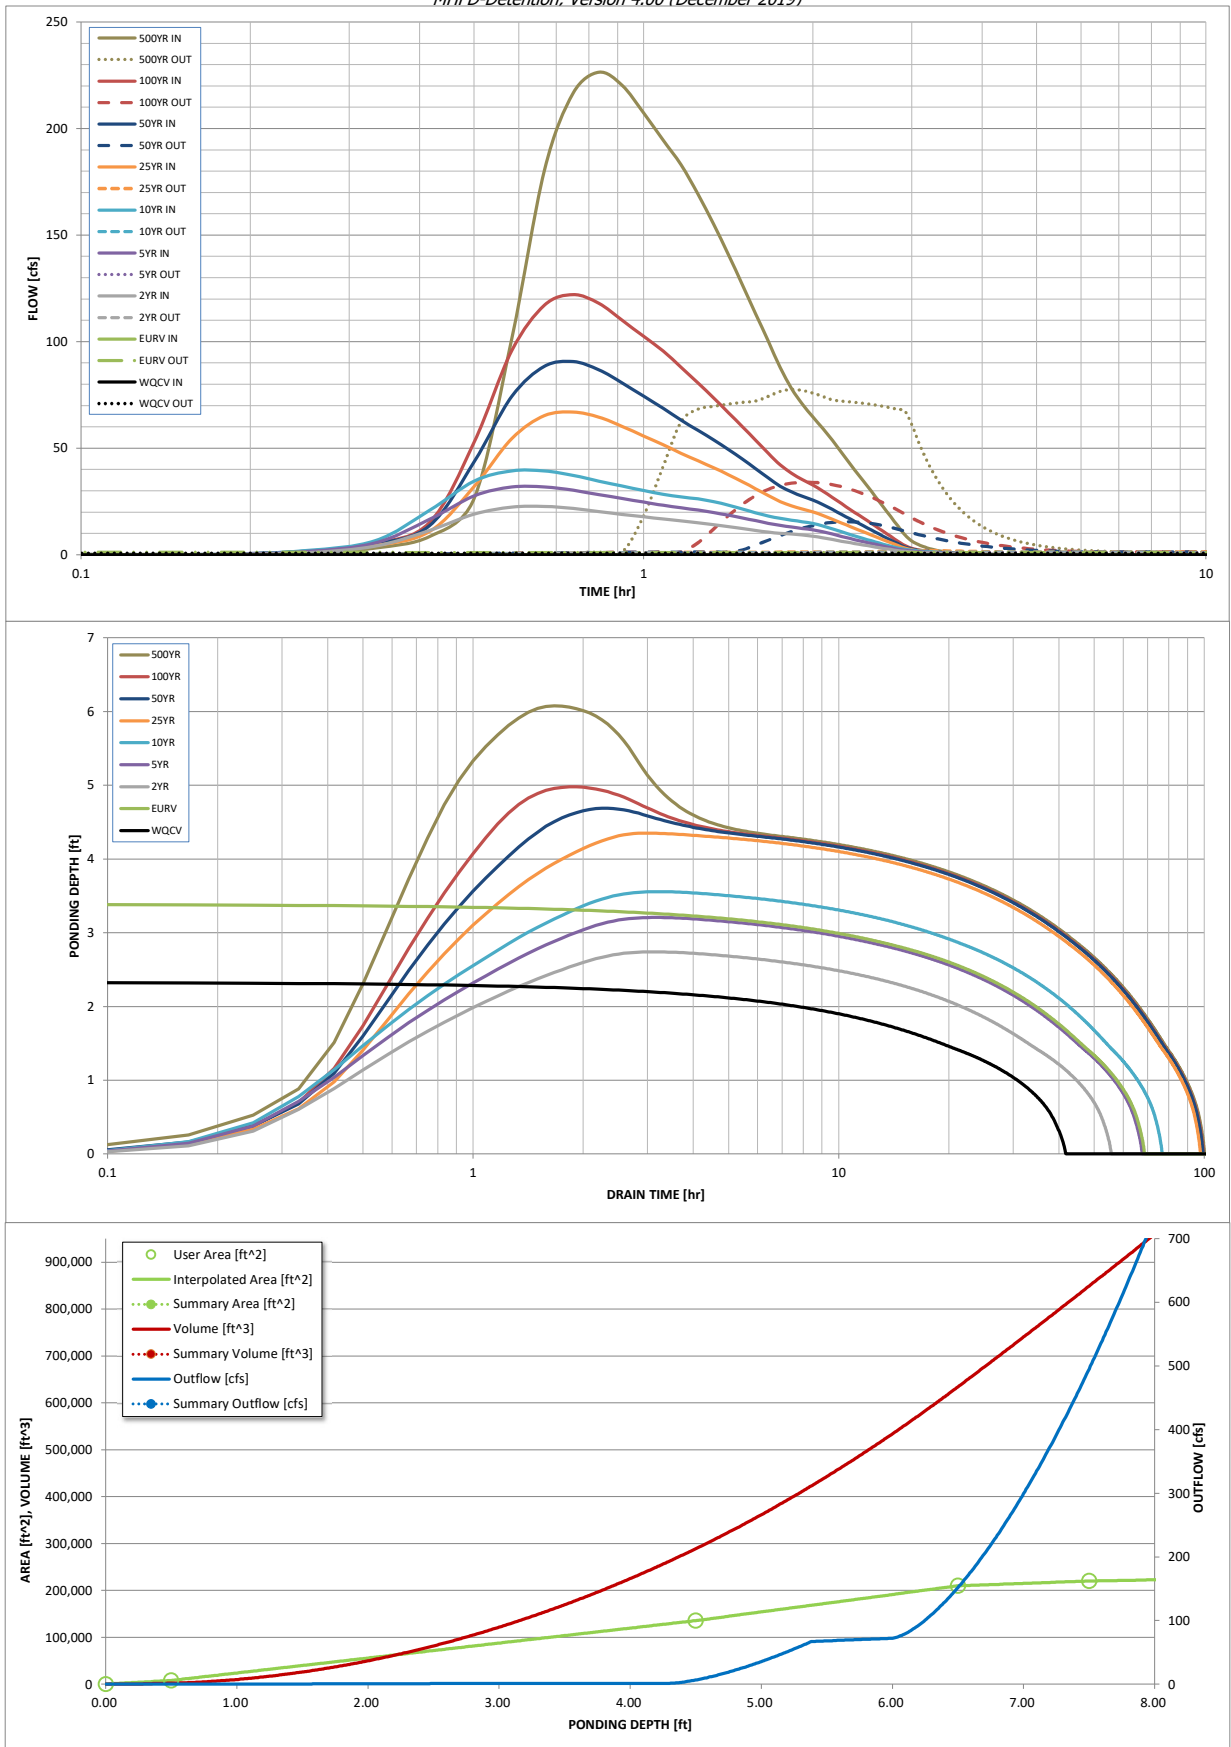 MHFD-Detention, Version 4.00 (December 2019)
250
200
150
100
50
0
FLOW [cfs]
500YR IN
500YR OUT
100YR IN
100YR OUT
50YR IN
50YR OUT
25YR IN
25YR OUT
10YR IN
10YR OUT
5YR IN
5YR OUT
2YR IN
2YR OUT
EURV IN
EURV OUT
WQCV IN
WQCV OUT
0.1 1 10
TIME [hr]
7
6
5
4
3
2
1
0
PONDING DEPTH [ft]
500YR
100YR
50YR
25YR
10YR
5YR
2YR
EURV
WQCV
0.1 1 10 100
DRAIN TIME [hr]
900,000
800,000
700,000
600,000
500,000
400,000
300,000
200,000
100,000
0
AREA [ft^2], VOLUME [ft^3]
User Area [ft^2]
Interpolated Area [ft^2]
Summary Area [ft^2]
Volume [ft^3]
Summary Volume [ft^3]
Outflow [cfs]
Summary Outflow [cfs]
700
600
500
400
300
200
100
0
OUTFLOW [cfs]
0.00 1.00 2.00 3.00 4.00 5.00 6.00 7.00 8.00
PONDING DEPTH [ft]